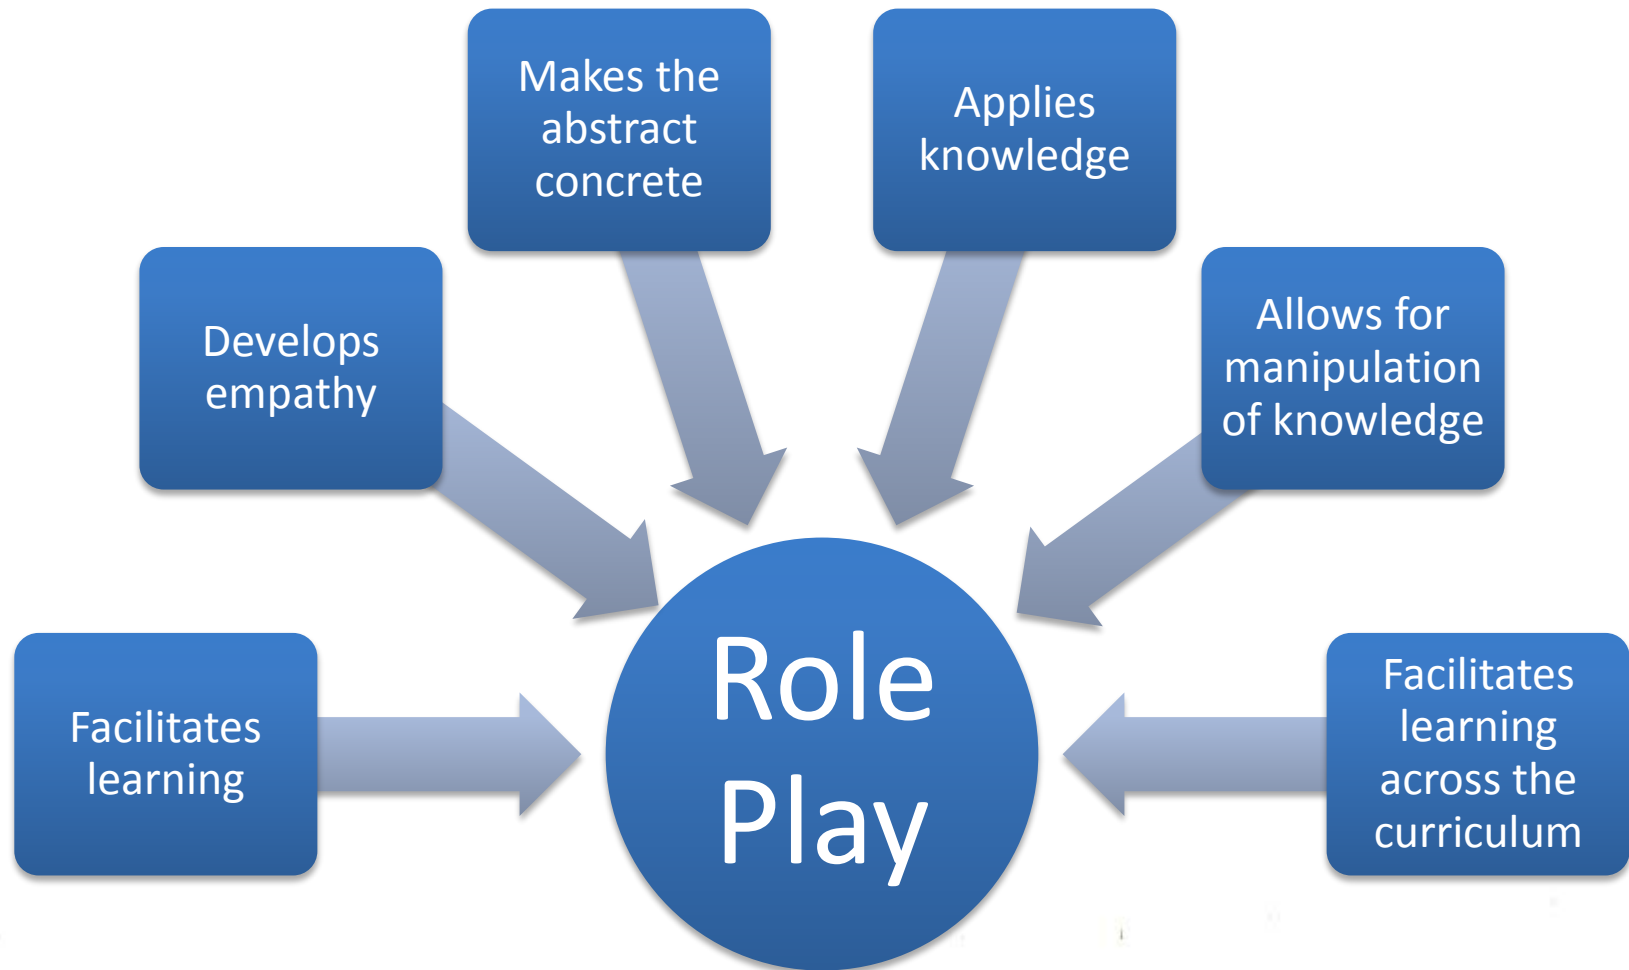 Makes the
abstract
concrete
Applies
knowledge
Develops
empathy
Allows for
manipulation
of knowledge
Facilitates
learning
Role
Play
Facilitates
learning
across the
curriculum